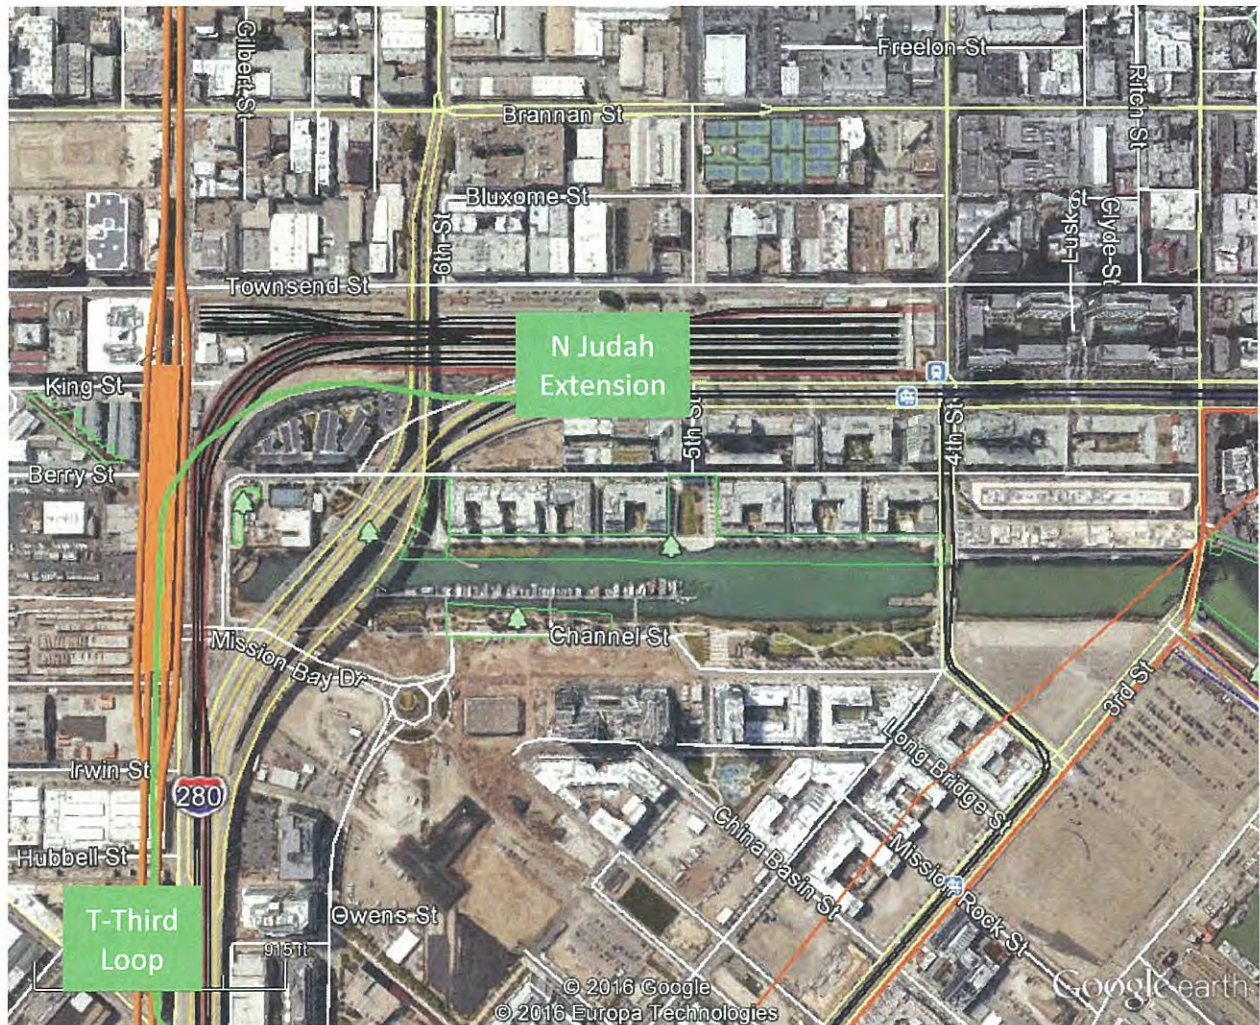 Gilbert St
Freelon St
Ritch St
Brannan St
Bluxome St
6th St
Lusk St
Clyde St
Townsend St
N Judah
Extension
King St
5th St
4th St
Berry St
Channel St
Mission Bay Dr
3rd St
Irwin St
280
Long Bridge St
China Basin St
Mission Rock St
Hubbell St
Owens St
T-Third
Loop
915 ft
© 2016 Google
© 2016 Europa Technologies
Google earth